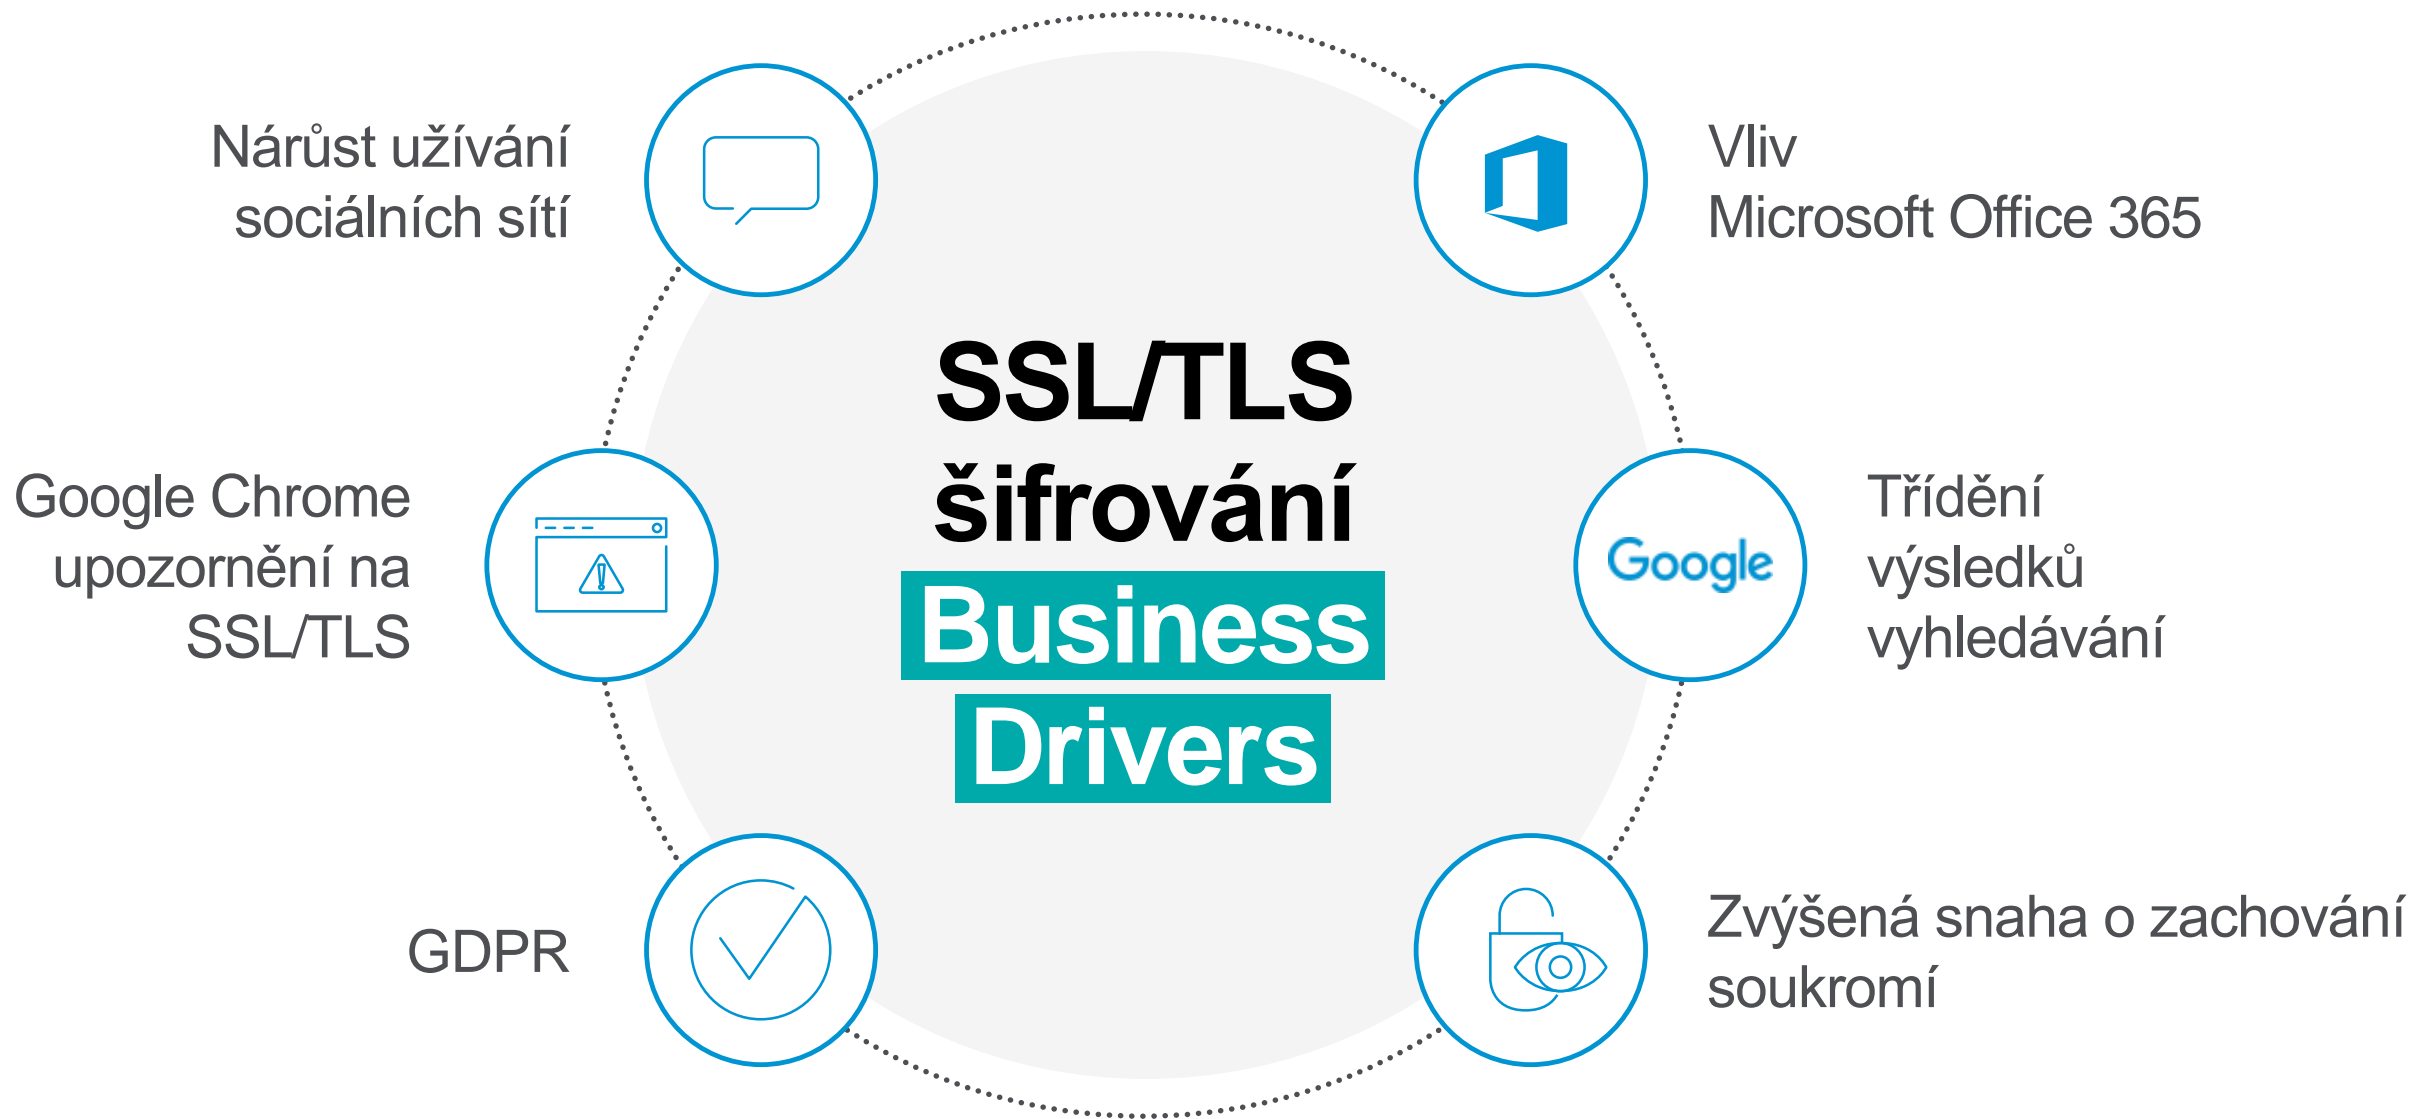 Nárůst užívání
sociálních sítí
Vliv
Microsoft Office 365
SSL/TLS
šifrování
Business
Drivers
Google Chrome
upozornění na
SSL/TLS
Google
Třídění
výsledků
vyhledávání
GDPR
Zvýšená snaha o zachování
soukromí